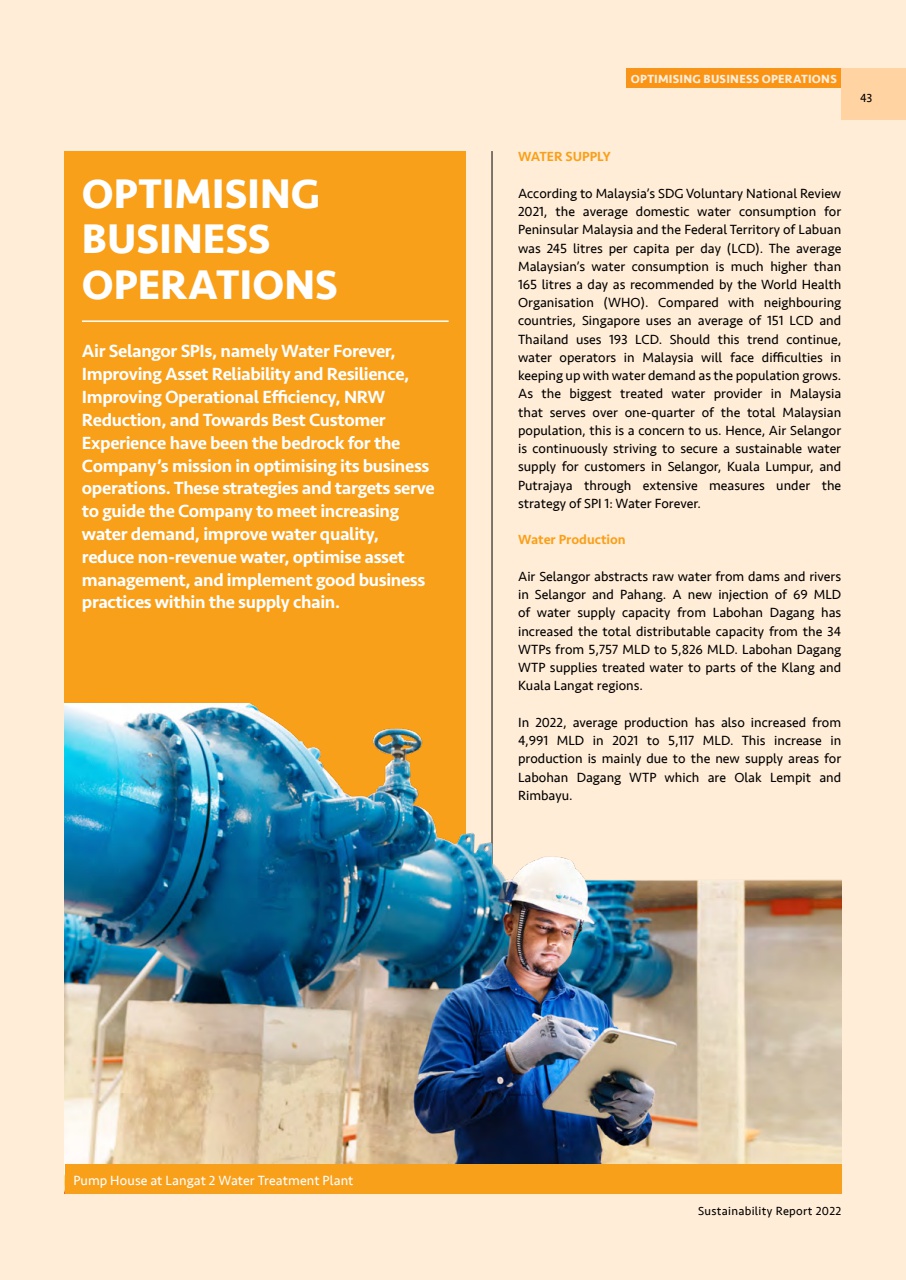 OPTIMISING BUSINESS OPERATIONS
43
OPTIMISING
BUSINESS
OPERATIONS
Air Selangor SPIs, namely Water Forever,
Improving Asset Reliability and Resilience,
Improving Operational Efficiency, NRW
Reduction, and Towards Best Customer
Experience have been the bedrock for the
Company's mission in optimising its business
operations. These strategies and targets serve
to guide the Company to meet increasing
water demand, improve water quality,
reduce non-revenue water, optimise asset
management, and implement good business
practices within the supply chain.
WATER SUPPLY
According to Malaysia's SDG Voluntary National Review
2021, the average domestic water consumption for
Peninsular Malaysia and the Federal Territory of Labuan
was 245 litres per capita per day (LCD). The average
Malaysian's water consumption is much higher than
165 litres a day as recommended by the World Health
Organisation (WHO). Compared with neighbouring
countries, Singapore uses an average of 151 LCD and
Thailand uses 193 LCD. Should this trend continue,
water operators in Malaysia will face difficulties in
keeping up with water demand as the population grows.
As the biggest treated water provider in Malaysia
that serves over one-quarter of the total Malaysian
population, this is a concern to us. Hence, Air Selangor
is continuously striving to secure a sustainable water
supply for customers in Selangor, Kuala Lumpur, and
Putrajaya through extensive measures under the
strategy of SPI 1: Water Forever.
Water Production
Air Selangor abstracts raw water from dams and rivers
in Selangor and Pahang. A new injection of 69 MLD
of water supply capacity from Labohan Dagang has
increased the total distributable capacity from the 34
WTPs from 5,757 MLD to 5,826 MLD. Labohan Dagang
WTP supplies treated water to parts of the Klang and
Kuala Langat regions.
In 2022, average production has also increased from
4,991 MLD in 2021 to 5,117 MLD. This increase in
production is mainly due to the new supply areas for
Labohan Dagang WTP which are Olak Lempit and
Rimbayu.
Air Selangor
Pump House at Langat 2 Water Treatment Plant
Sustainability Report 2022